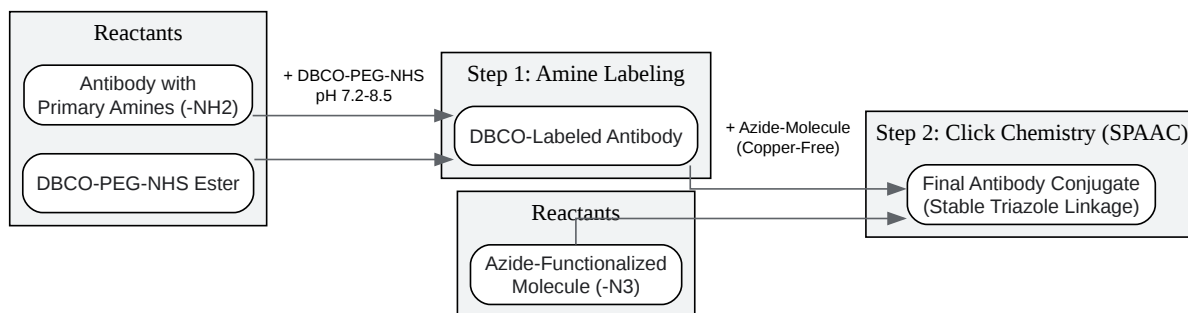 Reactants
Antibody with
Primary Amines (-NH2)
DBCO-PEG-NHS Ester
+ DBCO-PEG-NHS
pH 7.2-8.5
Step 1: Amine Labeling
DBCO-Labeled Antibody
Reactants
Azide-Functionalized
Molecule (-N3)
+ Azide-Molecule
(Copper-Free)
Step 2: Click Chemistry (SPAAC)
Final Antibody Conjugate
(Stable Triazole Linkage)